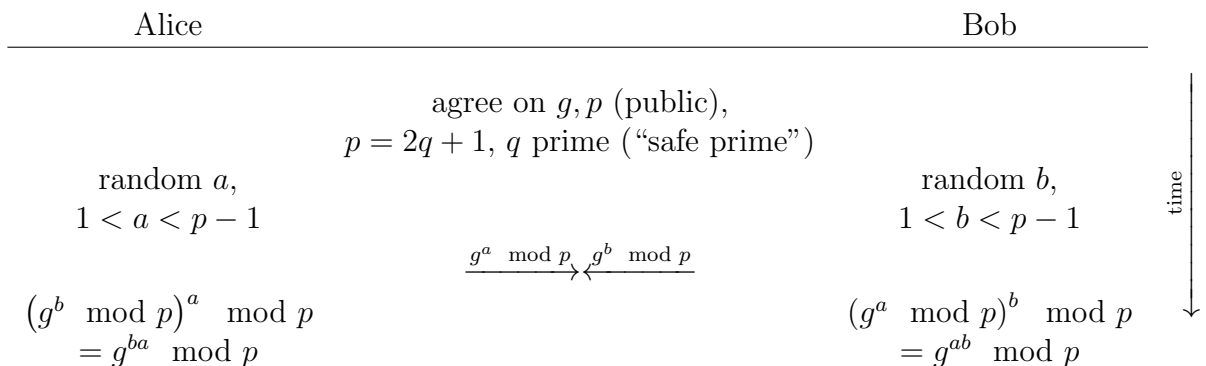 Alice Bob
agree on g, p (public),
p = 2q + 1, q prime (“safe prime”)
random a, random b,
1 < a < p − 1 1 < b < p − 1
time
g^a mod p g^b mod p
(g^b mod p)^a mod p (g^a mod p)^b mod p
= g^{ba} mod p = g^{ab} mod p